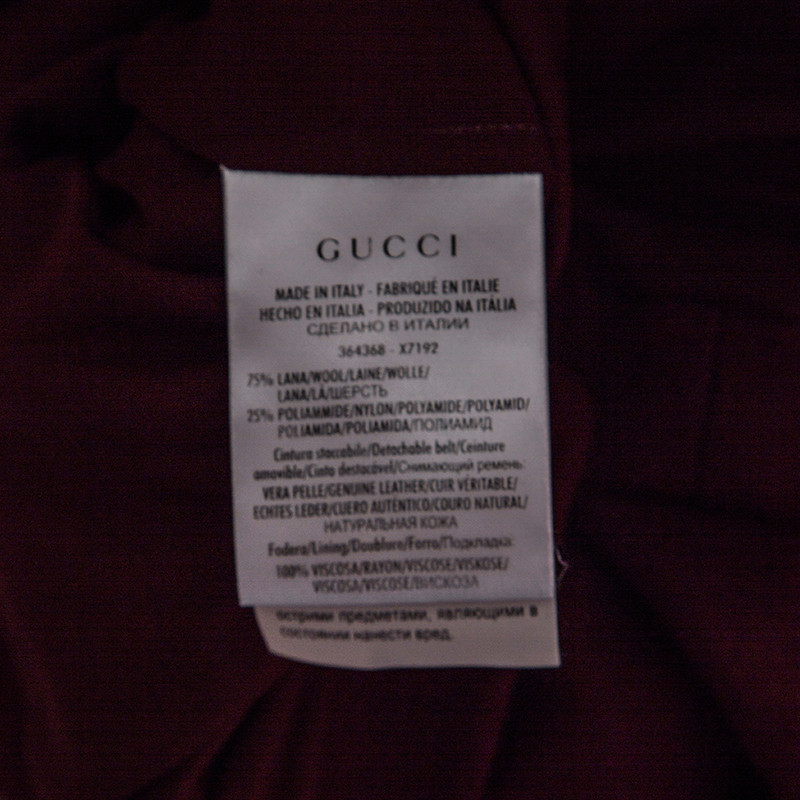 GUCCI
MADE IN ITALY - FABRIQUÉ EN ITALIE
HECHO EN ITALIA - PRODUZIDO NA ITÁLIA
СДЕЛАНО В ИТАЛИИ
364368 - X7192
75% LANA/WOOL/LAINE/WOLLE/
LANA/LÃ/ШЕРСТЬ
25% POLIAMMIDE/NYLON/POLYAMIDE/POLYAMID/
POLIAMIDA/POLIAMIDA/ПОЛИАМИД
Cintura staccabile/Detachable belt/Ceinture
amovible/Cinto destacável/Снимающий ремень:
VERA PELLE/GENUINE LEATHER/CUIR VÉRITABLE/
ECHTES LEDER/CUERO AUTÉNTICO/COURO NATURAL/
НАТУРАЛЬНАЯ КОЖА
Fodera/Lining/Doublure/Forro/Подкладка:
100% VISCOSA/RAYON/VISCOSE/VISKOSE/
VISCOSA/VISCOSE/ВИСКОЗА
острыми предметами, являющими в
состоянии нанести вред.